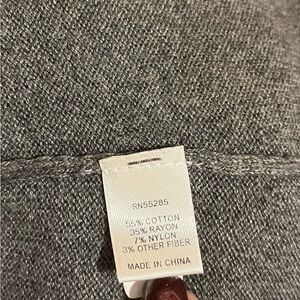 RN55285
55% COTTON
35% RAYON
7% NYLON
3% OTHER FIBER
MADE IN CHINA